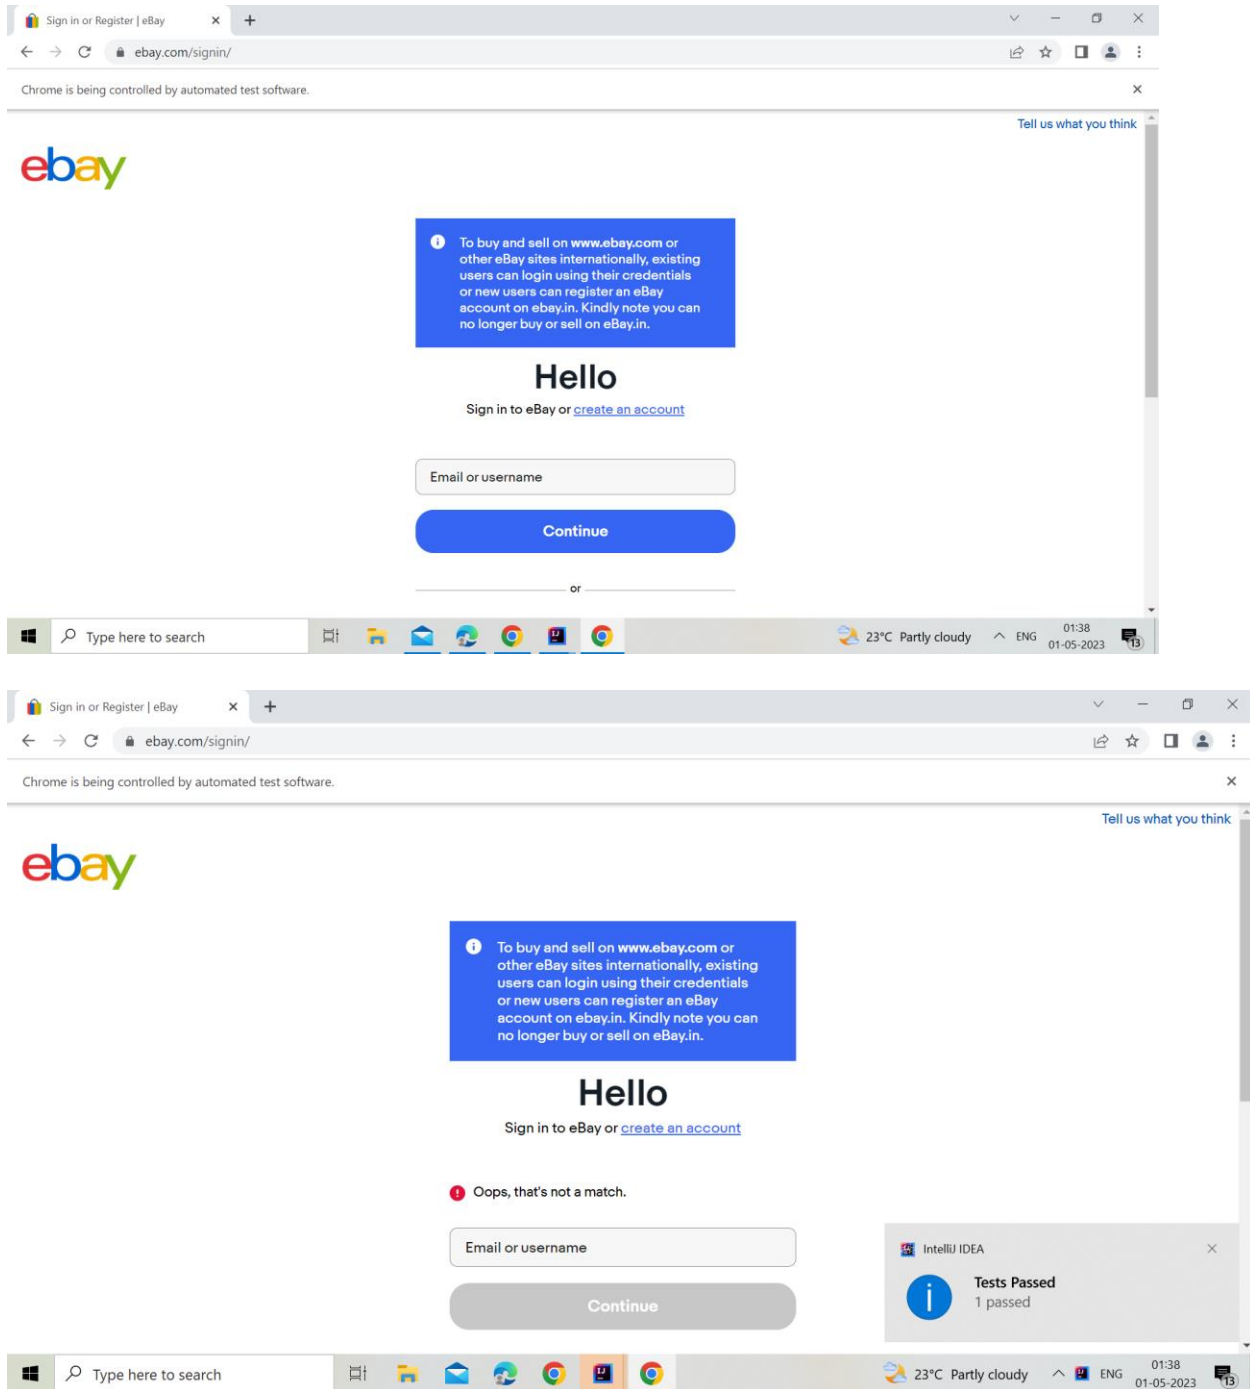 Sign in or Register | eBay
ebay.com/signin/
Chrome is being controlled by automated test software.
Tell us what you think
ebay
To buy and sell on www.ebay.com or
other eBay sites internationally, existing
users can login using their credentials
or new users can register an eBay
account on ebay.in. Kindly note you can
no longer buy or sell on eBay.in.
Hello
Sign in to eBay or create an account
Email or username
Continue
or
Type here to search
23°C Partly cloudy
ENG
01:38
01-05-2023
13
Sign in or Register | eBay
ebay.com/signin/
Chrome is being controlled by automated test software.
Tell us what you think
ebay
To buy and sell on www.ebay.com or
other eBay sites internationally, existing
users can login using their credentials
or new users can register an eBay
account on ebay.in. Kindly note you can
no longer buy or sell on eBay.in.
Hello
Sign in to eBay or create an account
Oops, that's not a match.
Email or username
Continue
IntelliJ IDEA
Tests Passed
1 passed
Type here to search
23°C Partly cloudy
ENG
01:38
01-05-2023
13